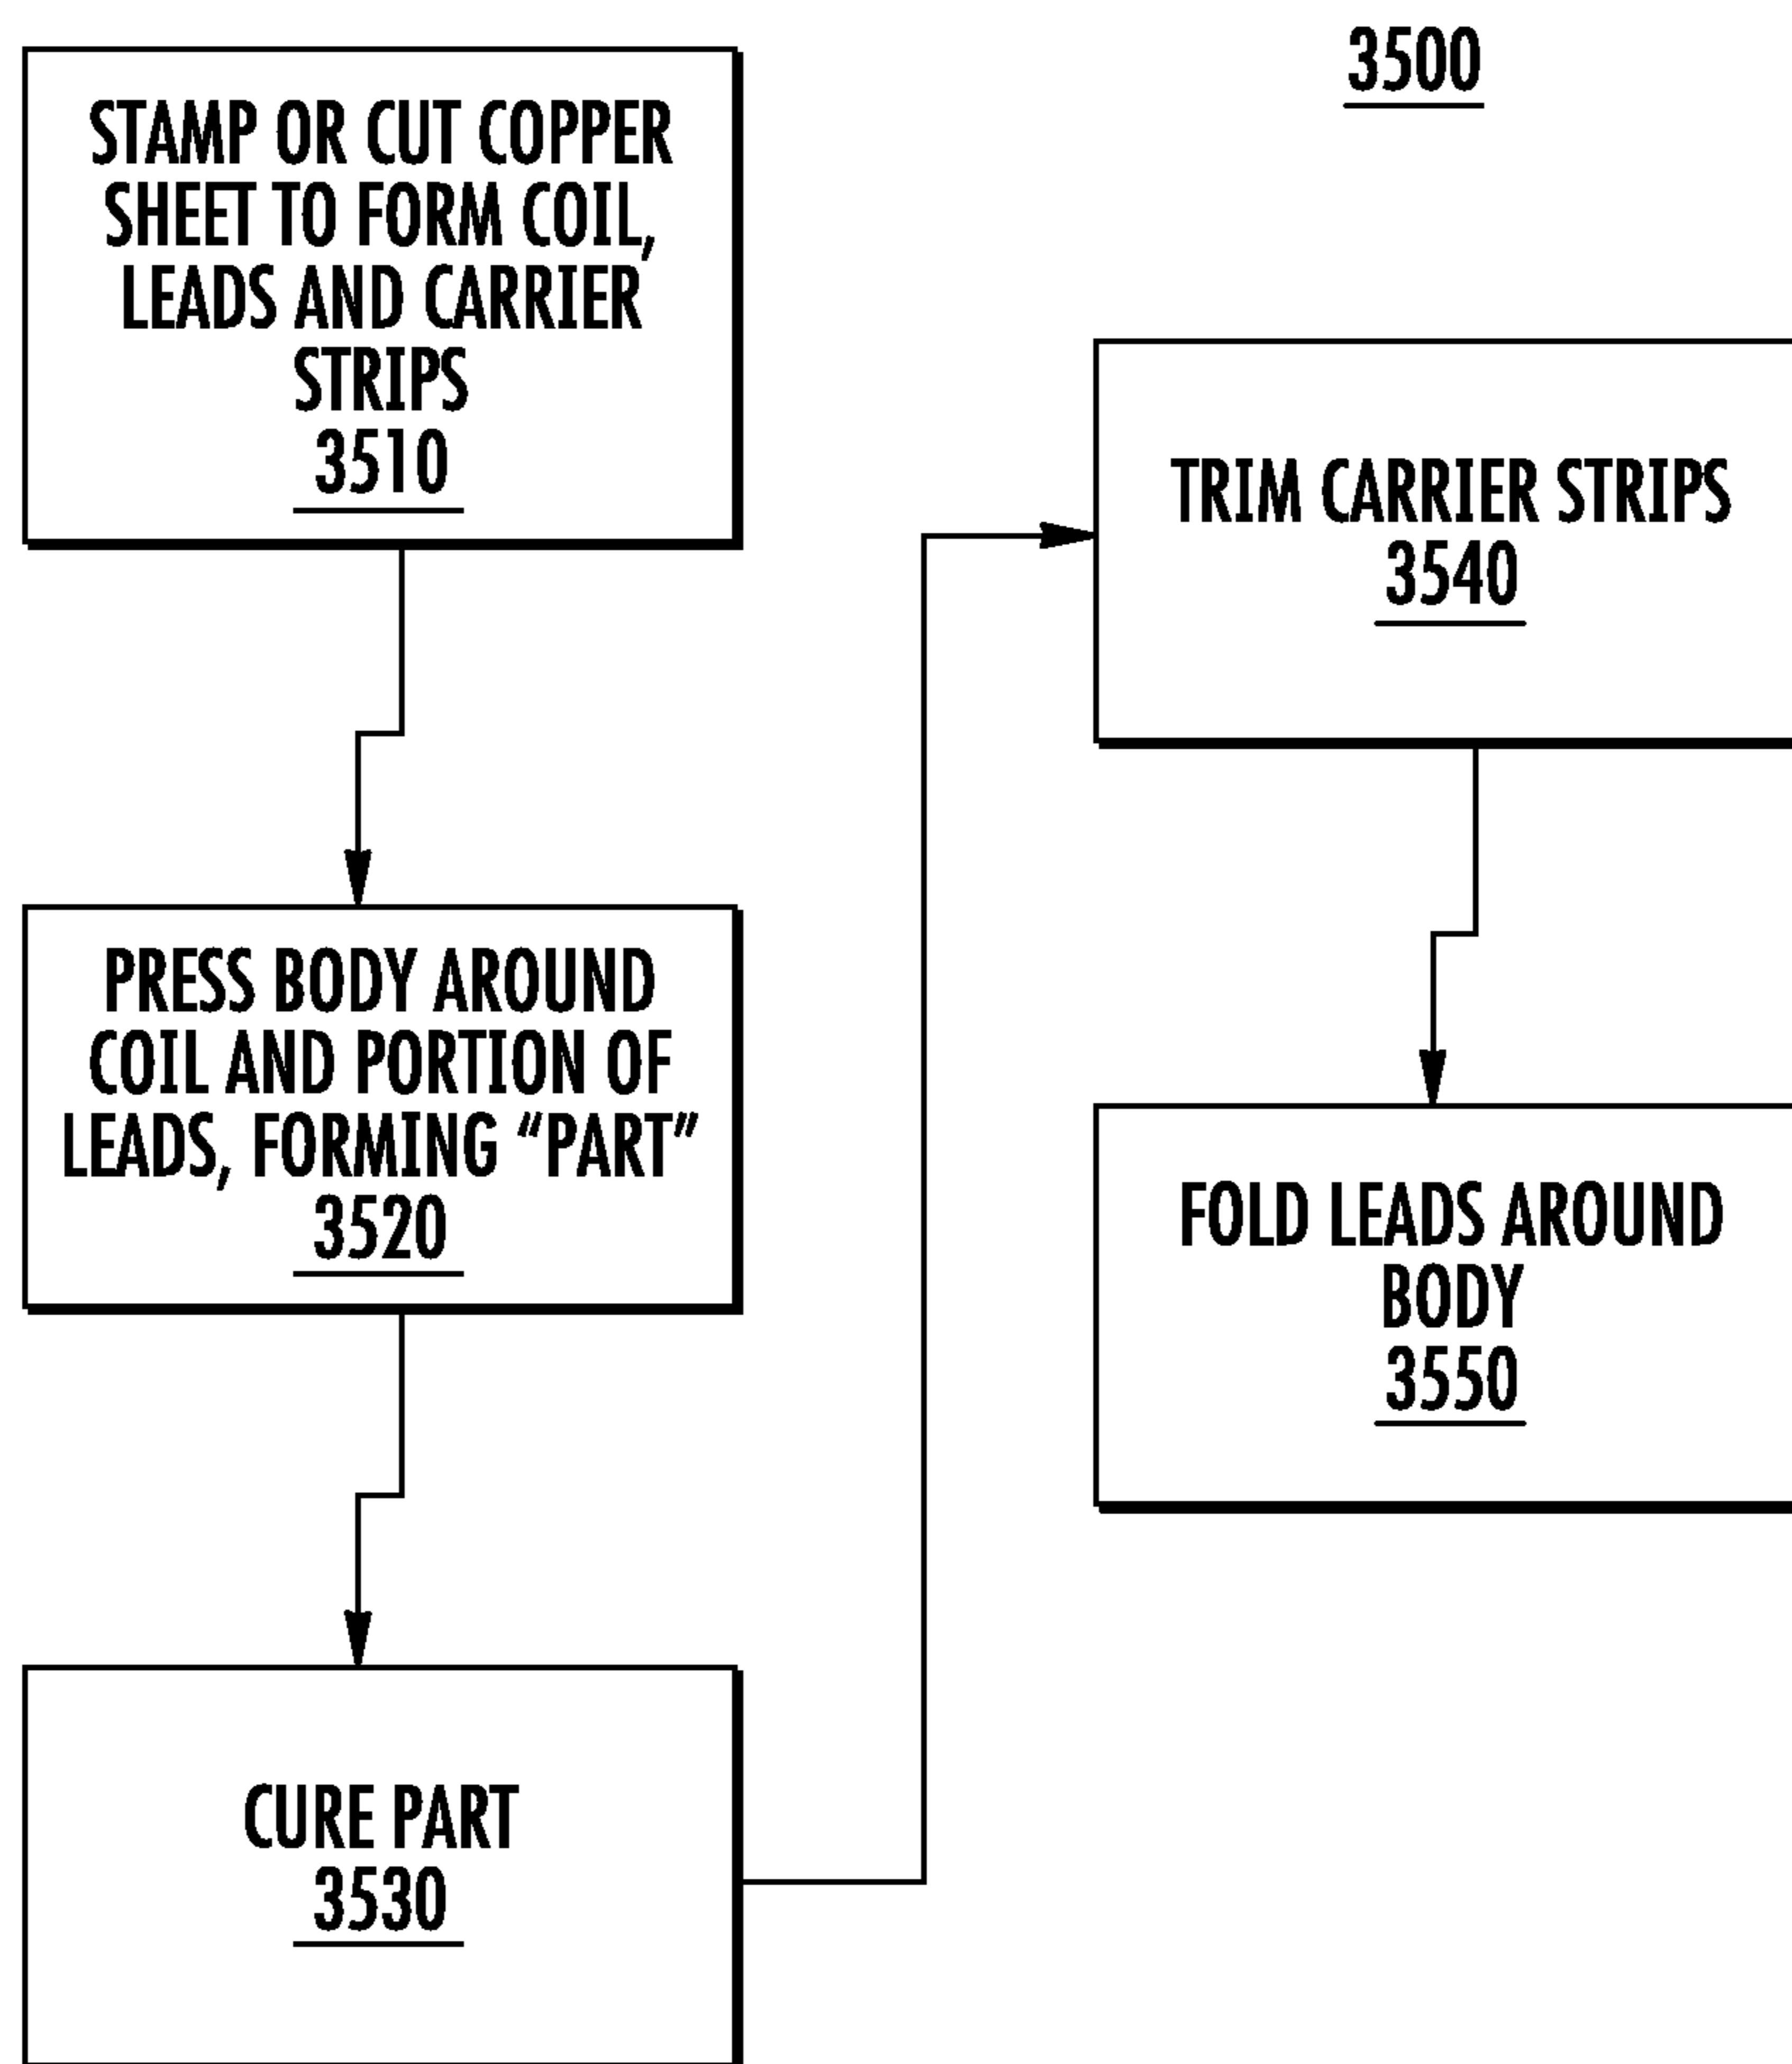 3500
STAMP OR CUT COPPER
SHEET TO FORM COIL,
LEADS AND CARRIER
STRIPS
3510
PRESS BODY AROUND
COIL AND PORTION OF
LEADS, FORMING “PART”
3520
CURE PART
3530
TRIM CARRIER STRIPS
3540
FOLD LEADS AROUND
BODY
3550